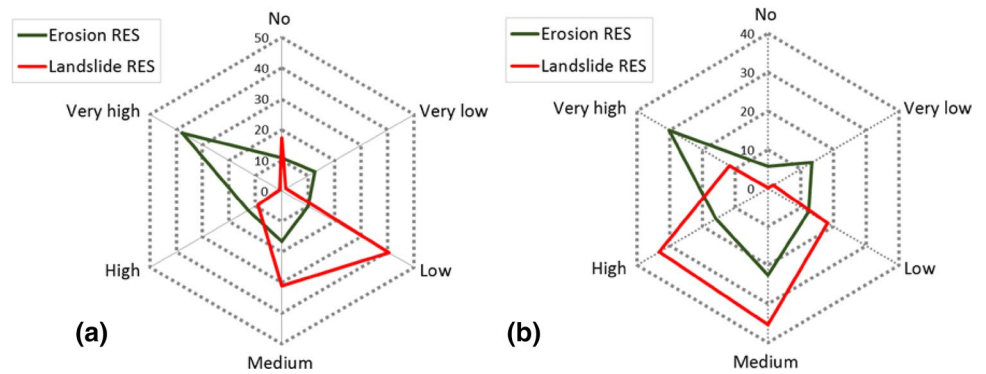 Erosion RES
Landslide RES
No
50
40
30
20
10
0
Very low
Low
Medium
High
Very high
(a)
Erosion RES
Landslide RES
No
40
30
20
10
0
Very low
Low
Medium
High
Very high
(b)